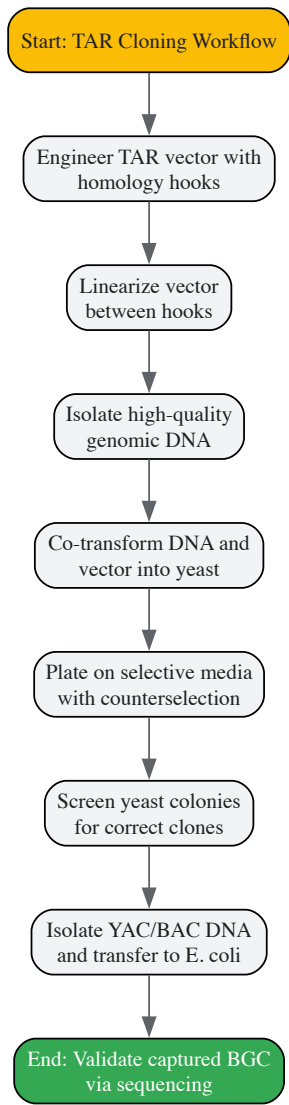 Start: TAR Cloning Workflow
Engineer TAR vector with
homology hooks
Linearize vector
between hooks
Isolate high-quality
genomic DNA
Co-transform DNA and
vector into yeast
Plate on selective media
with counterselection
Screen yeast colonies
for correct clones
Isolate YAC/BAC DNA
and transfer to E. coli
End: Validate captured BGC
via sequencing